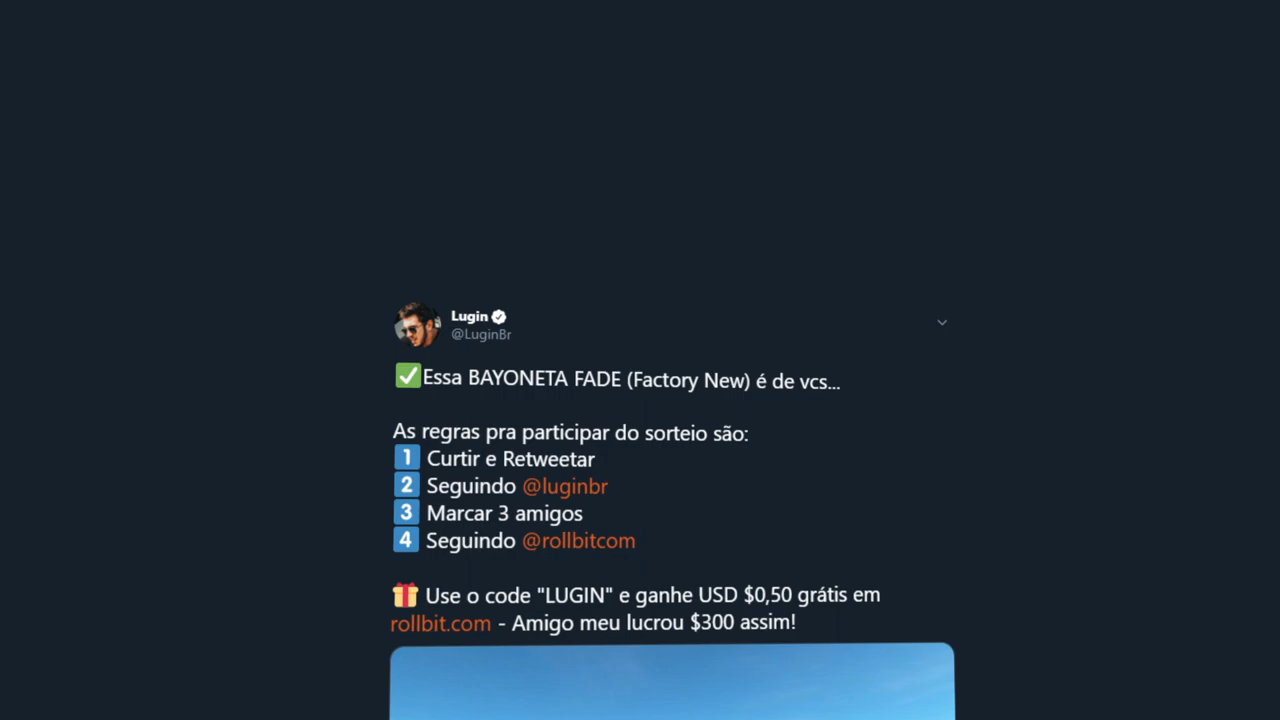 Lugin
@LuginBr
✅Essa BAYONETA FADE (Factory New) é de vcs...
As regras pra participar do sorteio são:
1️⃣ Curtir e Retweetar
2️⃣ Seguindo @luginbr
3️⃣ Marcar 3 amigos
4️⃣ Seguindo @rollbitcom
🎁 Use o code "LUGIN" e ganhe USD $0,50 grátis em
rollbit.com - Amigo meu lucrou $300 assim!